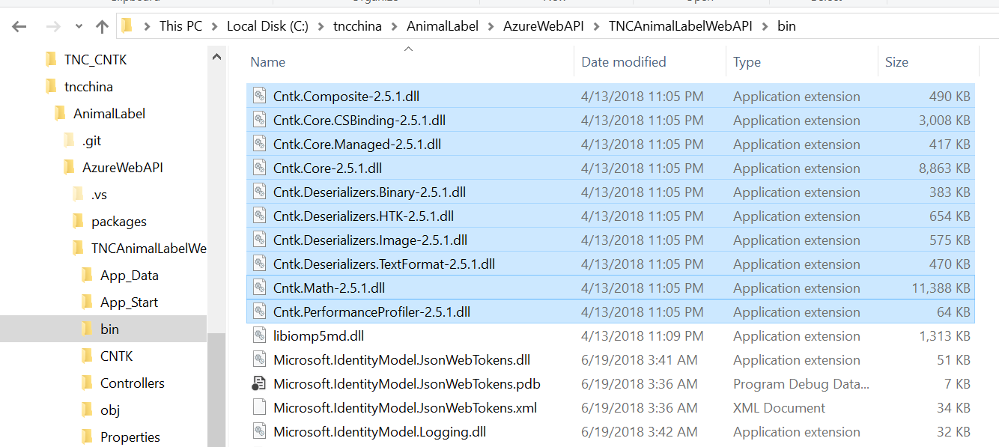 This PC > Local Disk (C:) > tncchina > AnimalLabel > AzureWebAPI > TNCAnimalLabelWebAPI > bin
TNC_CNTK
tncchina
AnimalLabel
.git
AzureWebAPI
.vs
packages
TNCAnimalLabelWe
App_Data
App_Start
bin
CNTK
Controllers
obj
Properties
Name Date modified Type Size
Cntk.Composite-2.5.1.dll 4/13/2018 11:05 PM Application extension 490 KB
Cntk.Core.CSBinding-2.5.1.dll 4/13/2018 11:05 PM Application extension 3,008 KB
Cntk.Core.Managed-2.5.1.dll 4/13/2018 11:05 PM Application extension 417 KB
Cntk.Core-2.5.1.dll 4/13/2018 11:05 PM Application extension 8,863 KB
Cntk.Deserializers.Binary-2.5.1.dll 4/13/2018 11:05 PM Application extension 383 KB
Cntk.Deserializers.HTK-2.5.1.dll 4/13/2018 11:05 PM Application extension 654 KB
Cntk.Deserializers.Image-2.5.1.dll 4/13/2018 11:05 PM Application extension 575 KB
Cntk.Deserializers.TextFormat-2.5.1.dll 4/13/2018 11:05 PM Application extension 470 KB
Cntk.Math-2.5.1.dll 4/13/2018 11:05 PM Application extension 11,388 KB
Cntk.PerformanceProfiler-2.5.1.dll 4/13/2018 11:05 PM Application extension 64 KB
libiomp5md.dll 4/13/2018 11:09 PM Application extension 1,313 KB
Microsoft.IdentityModel.JsonWebTokens.dll 6/19/2018 3:41 AM Application extension 51 KB
Microsoft.IdentityModel.JsonWebTokens.pdb 6/19/2018 3:36 AM Program Debug Data... 7 KB
Microsoft.IdentityModel.JsonWebTokens.xml 6/19/2018 3:36 AM XML Document 34 KB
Microsoft.IdentityModel.Logging.dll 6/19/2018 3:42 AM Application extension 32 KB